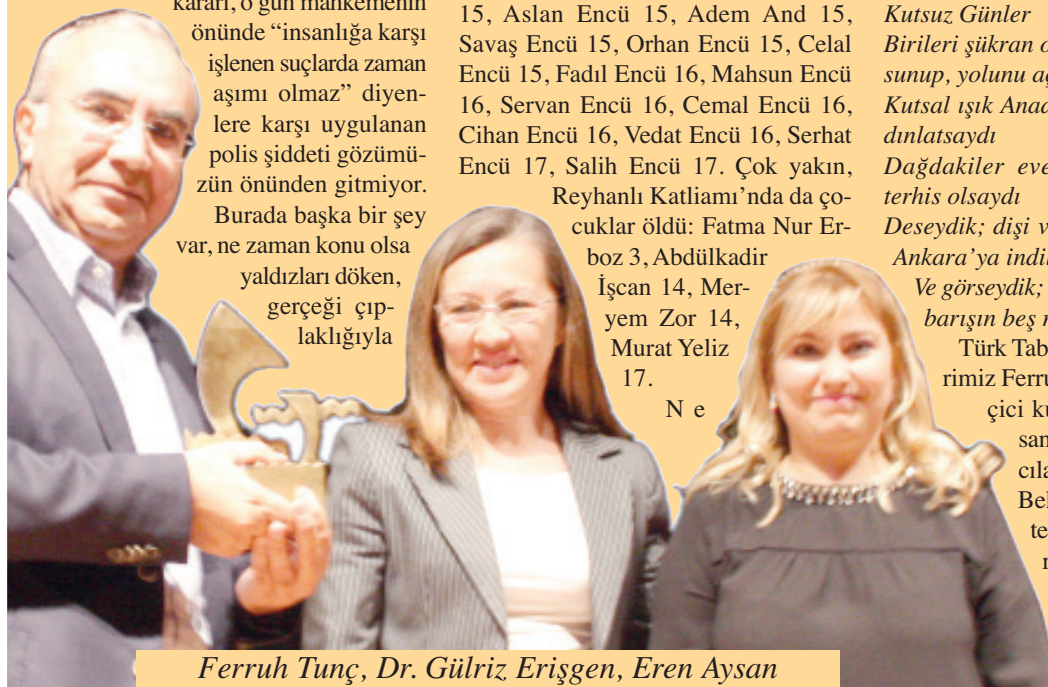 kararı, o gün mahkemenin
önünde “insanlığa karşı
işlenen suçlarda zaman
aşımı olmaz” diyen-
lere karşı uygulanan
polis şiddeti gözümü-
zün önünden gitmiyor.
Burada başka bir şey
var, ne zaman konu olsa
yaldızları döken,
gerçeği çıp-
laklığıyla
15, Aslan Encü 15, Adem And 15,
Savaş Encü 15, Orhan Encü 15, Celal
Encü 15, Fadıl Encü 16, Mahsun Encü
16, Servan Encü 16, Cemal Encü 16,
Cihan Encü 16, Vedat Encü 16, Serhat
Encü 17, Salih Encü 17. Çok yakın,
Reyhanlı Katliamı’nda da ço-
cuklar öldü: Fatma Nur Er-
boz 3, Abdülkadir
İşcan 14, Mer-
yem Zor 14,
Murat Yeliz
17.
N e
Kutsuz Günler
Birileri şükran
sunup, yolunu
Kutsal ışık
dınlatsaydı
Dağdakiler
terhis olsaydı
Deseydik; dişi
Ankara’ya
Ve görseydik;
barışın beş
Türk
rimiz
çici
Ferruh Tunç, Dr. Gülriz Erişgen, Eren Aysan